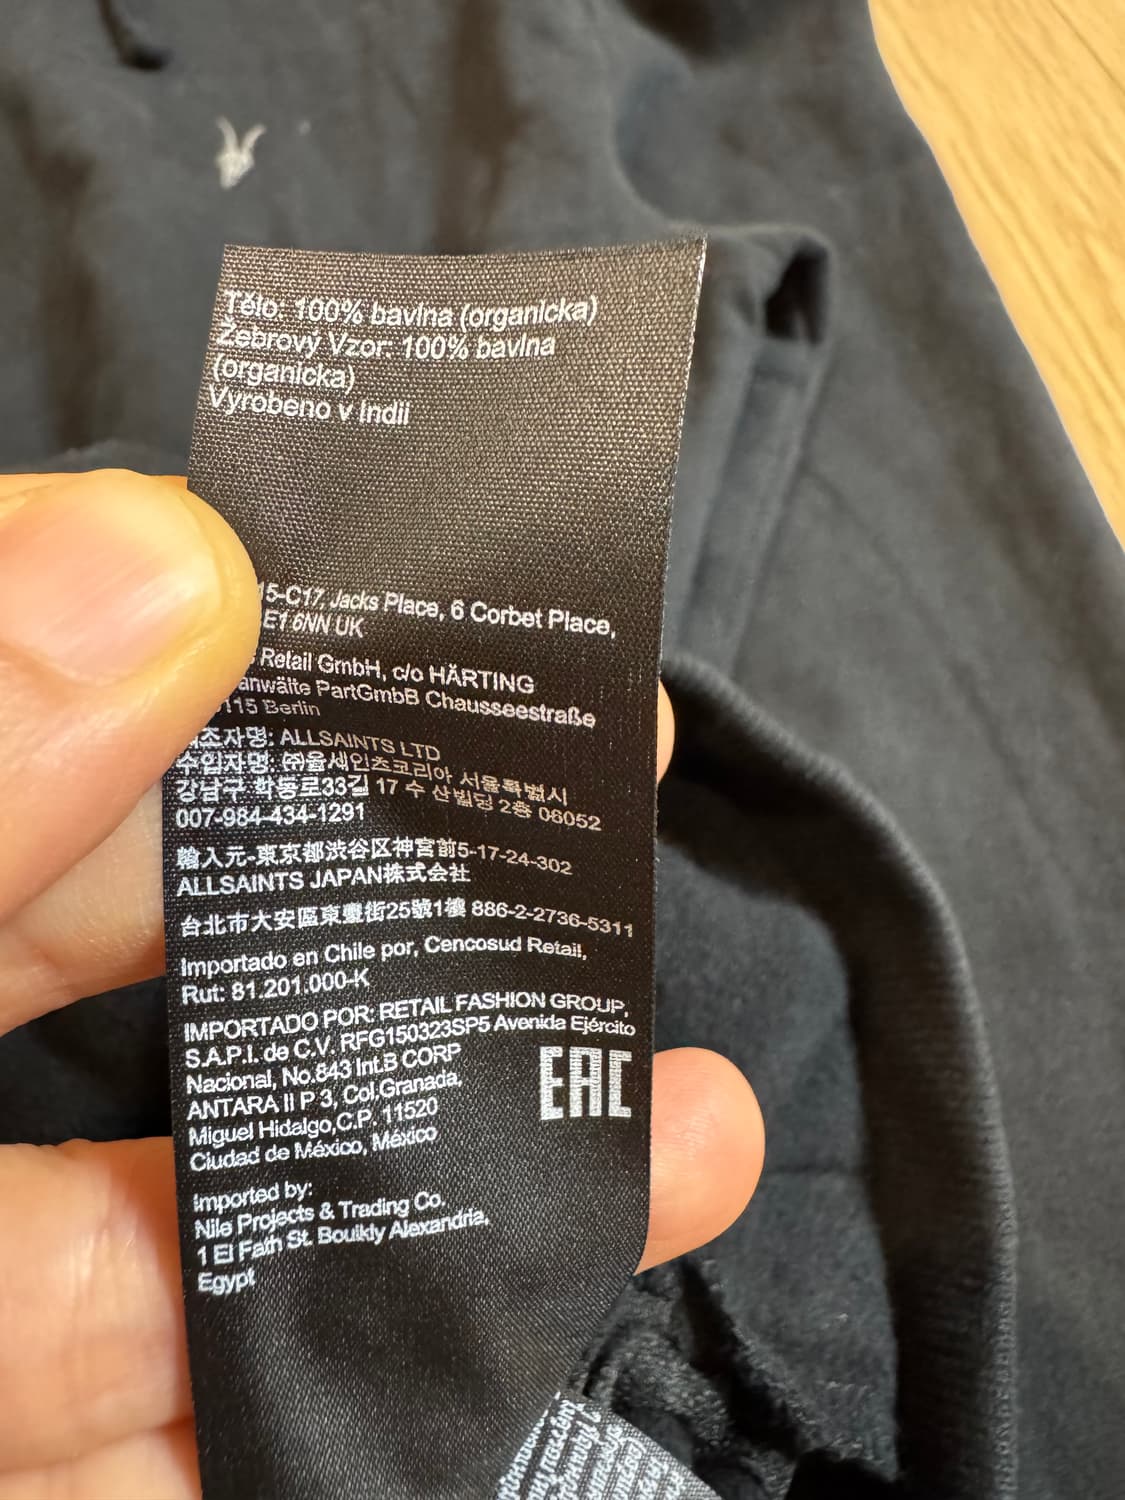 Tělo: 100% bavlna (organicka)
Žebrový Vzor: 100% bavlna
(organicka)
Vyrobeno v Indii
15-C17, Jacks Place, 6 Corbet Place,
E1 6NN UK
Retail GmbH, c/o HÄRTING
anwälte PartGmbB Chausseestraße
115 Berlin
제조자명: ALLSAINTS LTD
수입자명: ㈜올세인츠코리아 서울특별시
강남구 학동로33길 17 수 산빌딩 2층 06052
007-984-434-1291
輸入元-東京都渋谷区神宮前5-17-24-302
ALLSAINTS JAPAN株式会社
台北市大安區東豐街25號1樓 886-2-2736-5311
Importado en Chile por, Cencosud Retail,
Rut: 81.201.000-K
IMPORTADO POR: RETAIL FASHION GROUP,
S.A.P.I. de C.V. RFG150323SP5 Avenida Ejército
Nacional, No.843 Int.B CORP
ANTARA II P 3, Col.Granada,
Miguel Hidalgo,C.P. 11520
Ciudad de México, México
EAC
Imported by:
Nile Projects & Trading Co.
1 El Fath St. Bouikly Alexandria,
Egypt